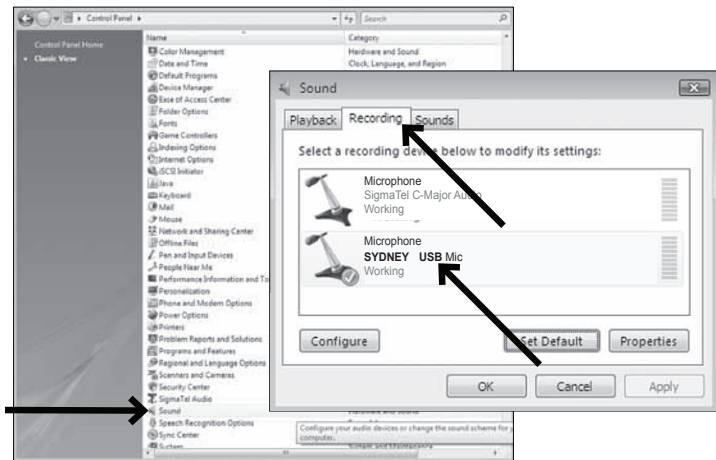 Control Panel
Search
Control Panel Home
Classic View
Name
Category
Color Management
Hardware and Sound
Date and Time
Clock, Language, and Region
Default Programs
Device Manager
Ease of Access Center
Folder Options
Fonts
Game Controllers
Indexing Options
Internet Options
iSCSI Initiator
Java
Keyboard
Mail
Mouse
Network and Sharing Center
Offline Files
Pen and Input Devices
People Near Me
Performance Information and To
Personalization
Phone and Modem Options
Power Options
Printers
Problem Reports and Solutions
Programs and Features
Regional and Language Options
Scanners and Cameras
Security Center
SigmaTel Audio
Sound
Speech Recognition Options
Sync Center
System
System and Maintenance
Configure your audio devices or change the sound scheme for y
computer.
Sound
Playback
Recording
Sounds
Select a recording device below to modify its settings:
Microphone
SigmaTel C-Major Audio
Working
Microphone
SYDNEY USB Mic
Working
Configure
Set Default
Properties
OK
Cancel
Apply